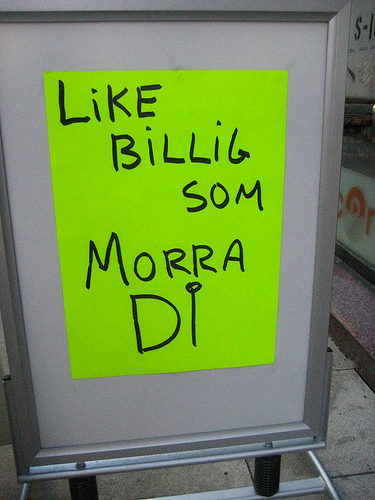 LiKE
BiLLiG
SOM
MORRA
Di
s-